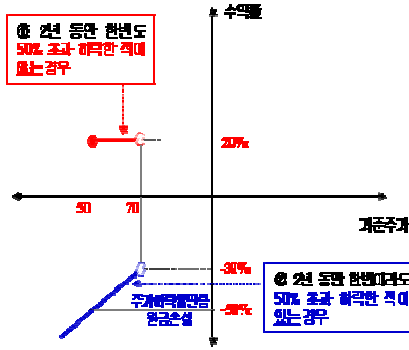 수익률
① 2년 동안 한번도
50% 초과 하락한 적이
없는 경우
20%
50
70
기준주가
-30%
② 2년 동안 한번이라도
50% 초과 하락한 적이
있는 경우
주가하락률만큼
원금손실
-50%